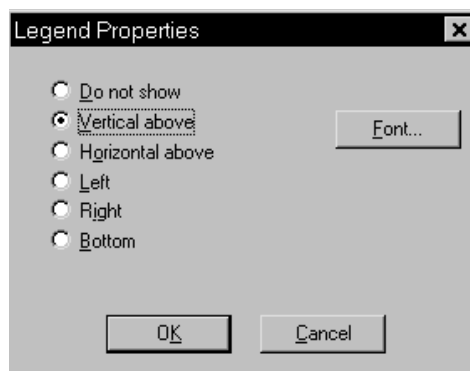 Legend Properties
Do not show
Vertical above
Font...
Horizontal above
Left
Right
Bottom
OK
Cancel